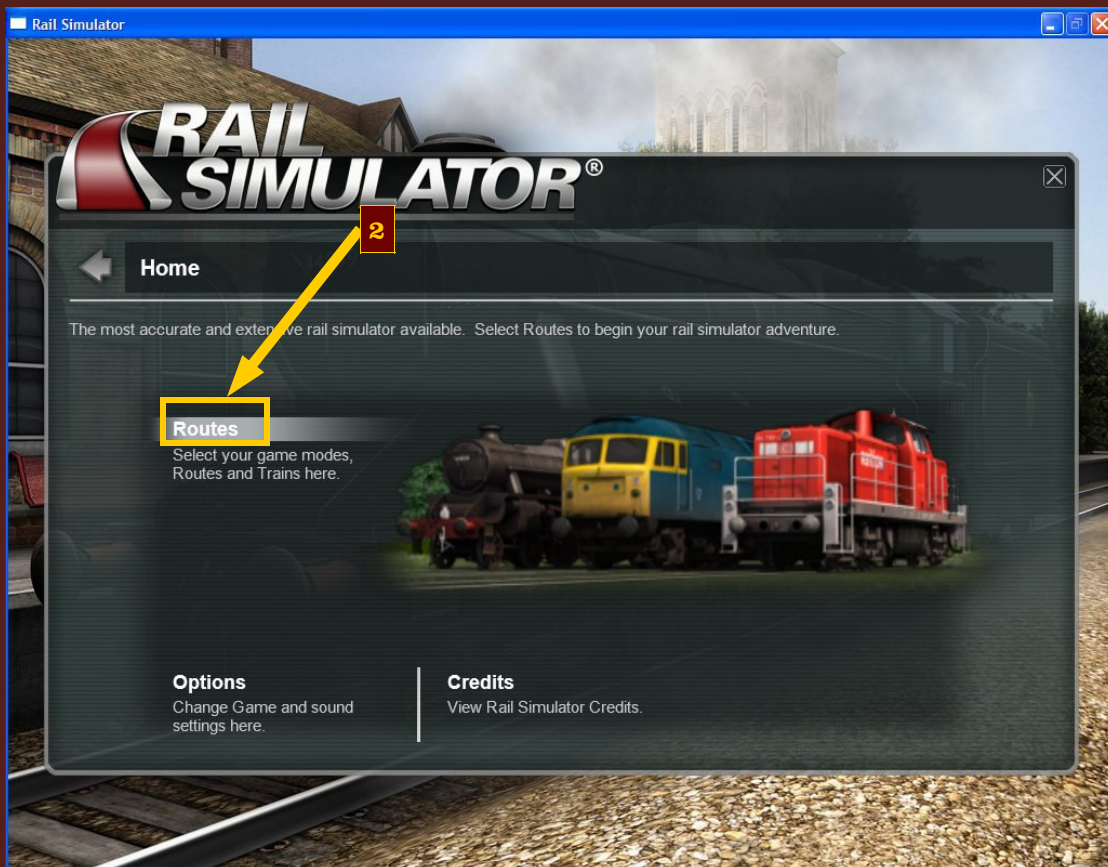 Rail Simulator
RAIL
SIMULATOR®
2
Home
The most accurate and extensive rail simulator available. Select Routes to begin your rail simulator adventure.
Routes
Select your game modes,
Routes and Trains here.
Options
Change Game and sound
settings here.
Credits
View Rail Simulator Credits.